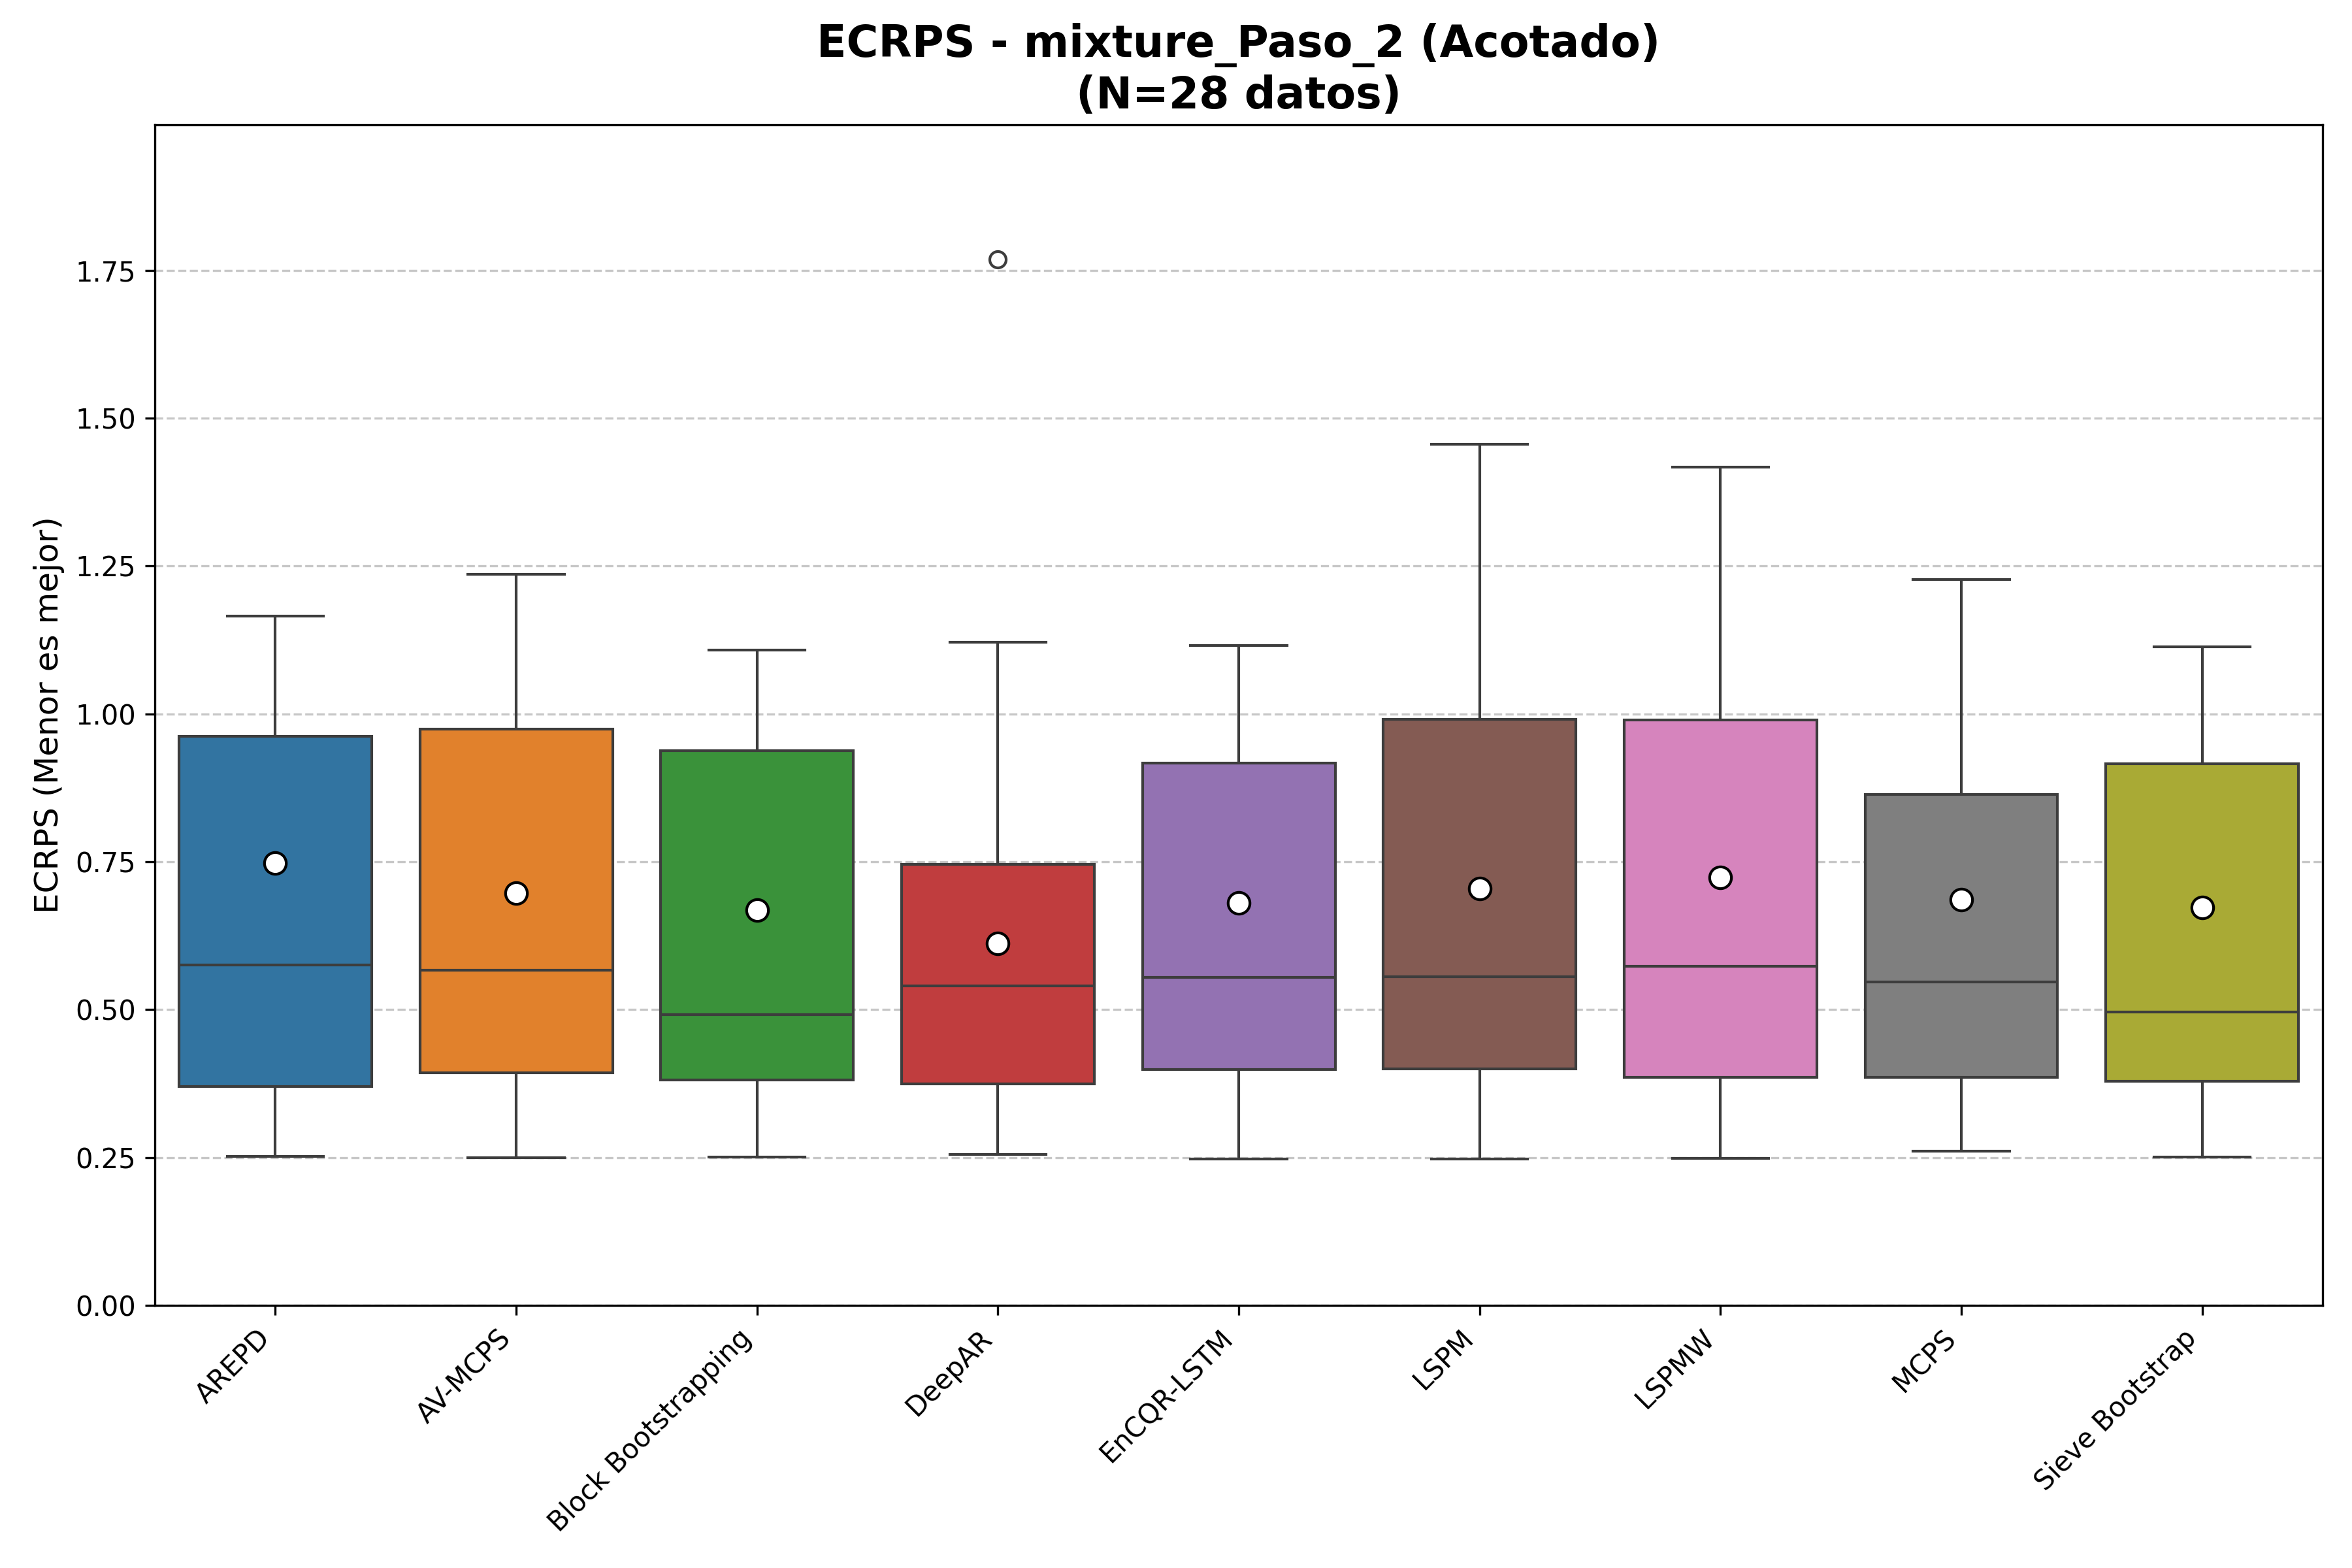 ECRPS - mixture_Paso_2 (Acotado)
(N=28 datos)
ECRPS (Menor es mejor)
1.75
1.50
1.25
1.00
0.75
0.50
0.25
0.00
AREPD
AV-MCPS
Block Bootstrapping
DeepAR
EnCQR-LSTM
LSPM
LSPMW
MCPS
Sieve Bootstrap